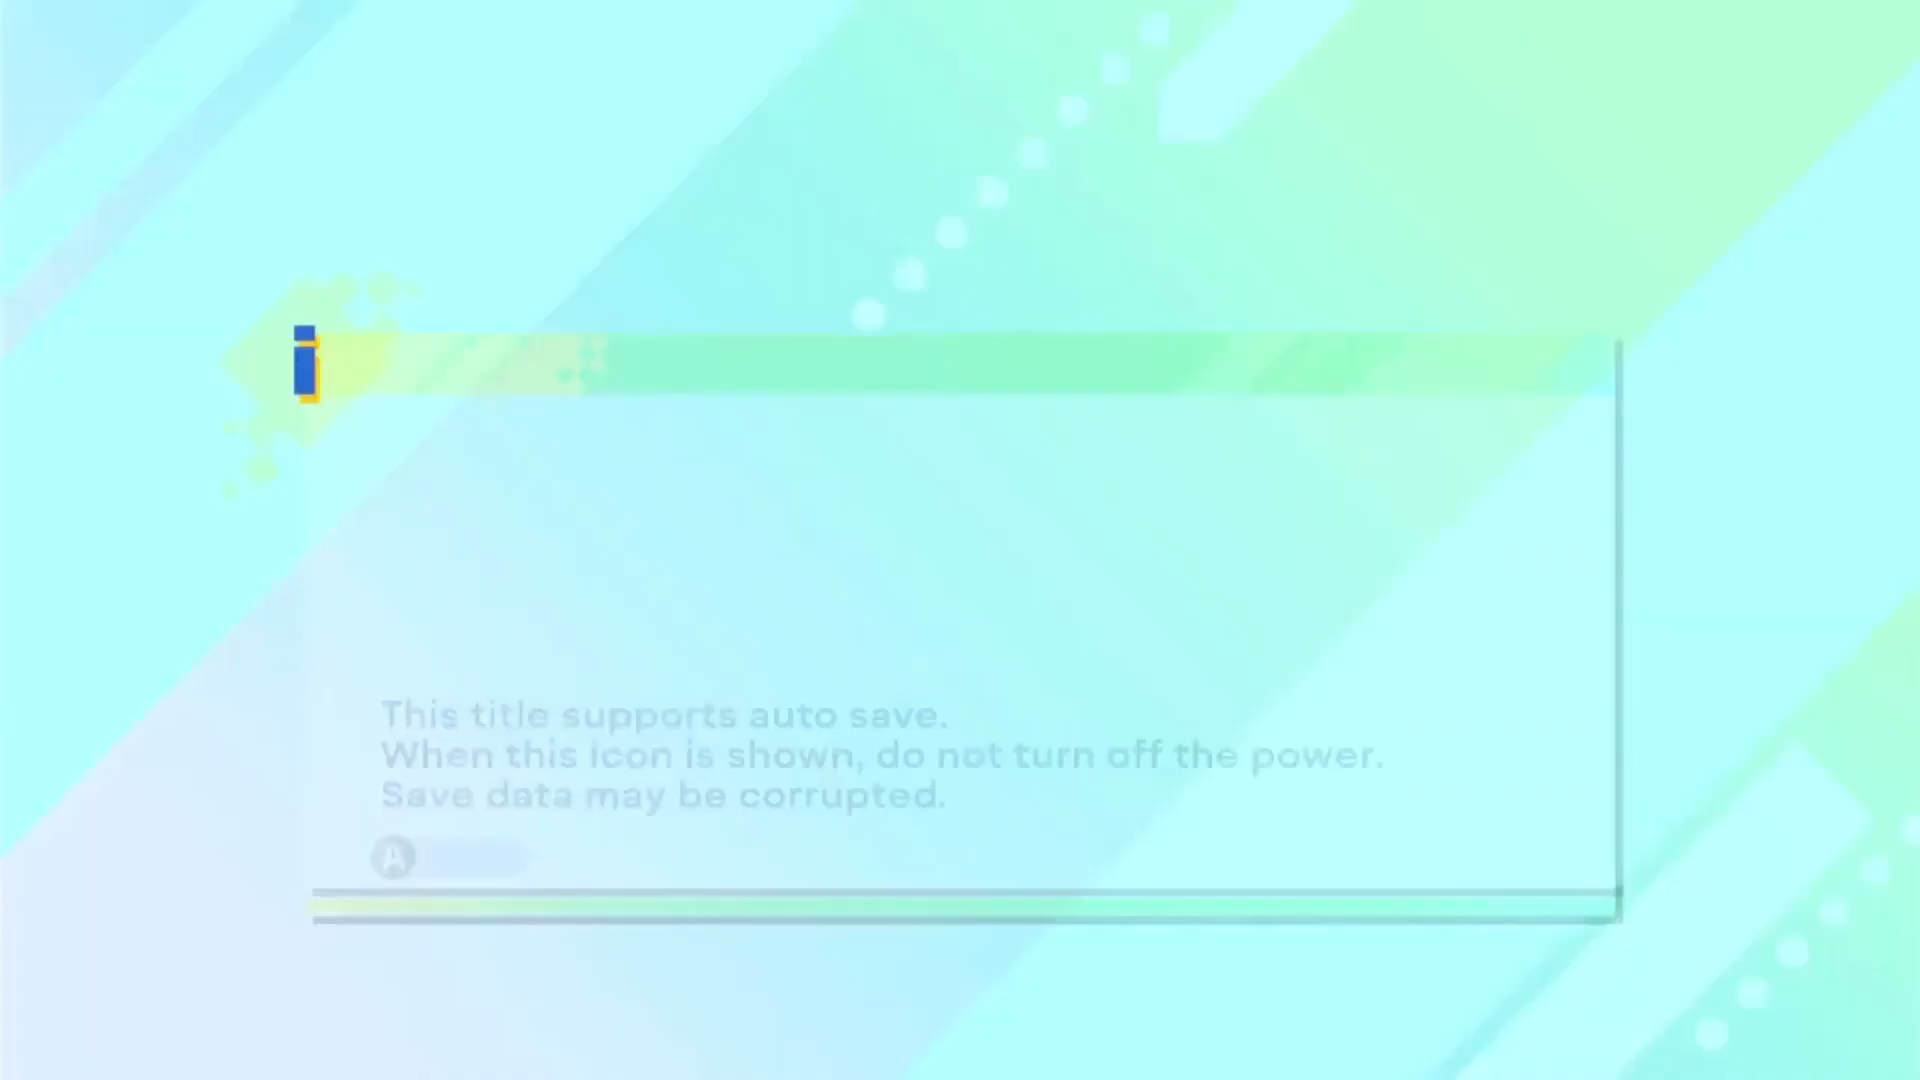 i
This title supports auto save.
When this icon is shown, do not turn off the power.
Save data may be corrupted.
A